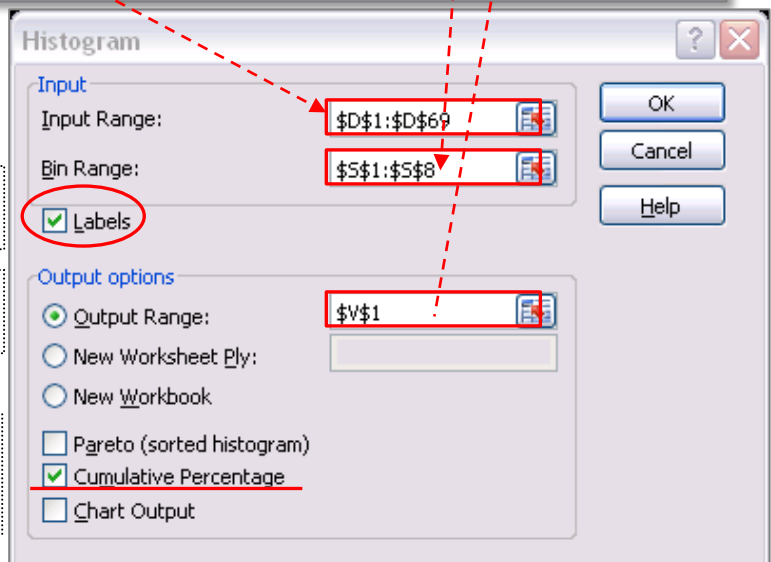 Histogram
Input
Input Range: $D$1:$D$69
Bin Range: $S$1:$S$8
Labels
OK
Cancel
Help
Output options
Output Range: $V$1
New Worksheet Ply:
New Workbook
Pareto (sorted histogram)
Cumulative Percentage
Chart Output